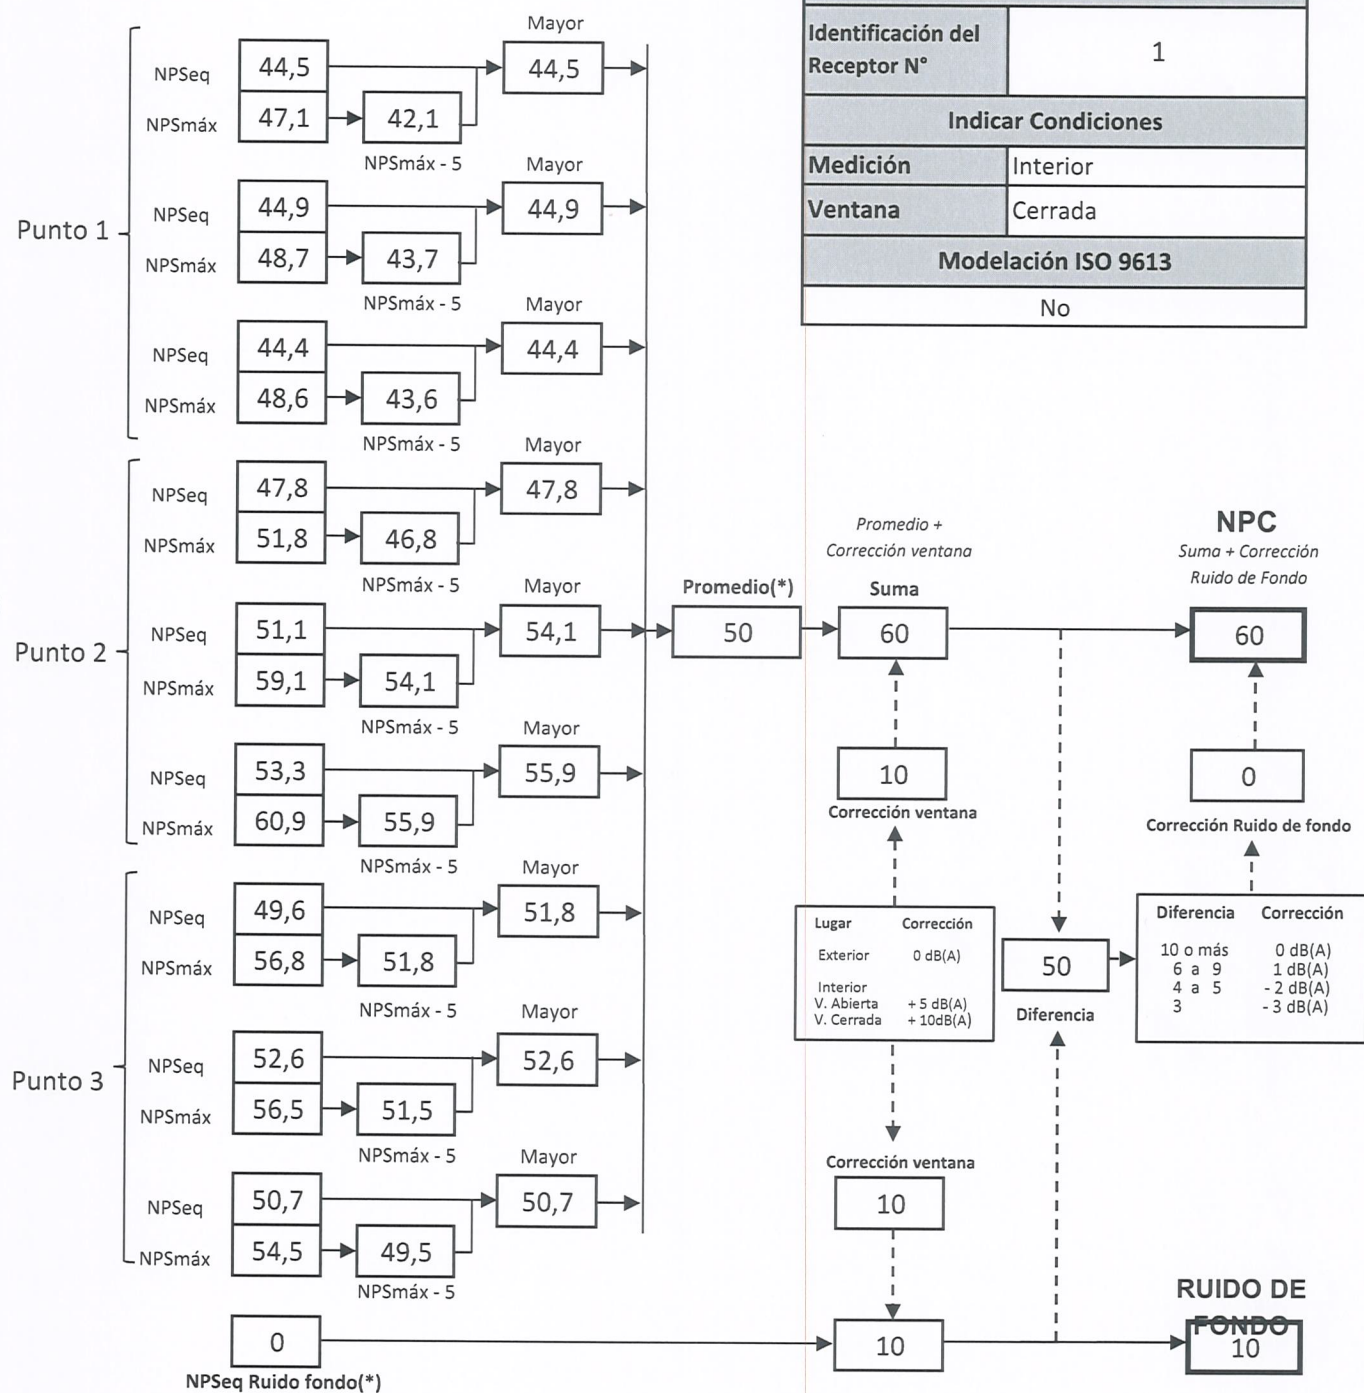 Identificación del
Receptor N°
1
Indicar Condiciones
Medición
Interior
Ventana
Cerrada
Modelación ISO 9613
No
Punto 1
NPSeq
44,5
NPSmáx
47,1
42,1
NPSmáx - 5
Mayor
44,5
NPSeq
44,9
NPSmáx
48,7
43,7
NPSmáx - 5
Mayor
44,9
NPSeq
44,4
NPSmáx
48,6
43,6
NPSmáx - 5
Mayor
44,4
Punto 2
NPSeq
47,8
NPSmáx
51,8
46,8
NPSmáx - 5
Mayor
47,8
NPSeq
51,1
NPSmáx
59,1
54,1
NPSmáx - 5
Mayor
54,1
NPSeq
53,3
NPSmáx
60,9
55,9
NPSmáx - 5
Mayor
55,9
Punto 3
NPSeq
49,6
NPSmáx
56,8
51,8
NPSmáx - 5
Mayor
51,8
NPSeq
52,6
NPSmáx
56,5
51,5
NPSmáx - 5
Mayor
52,6
NPSeq
50,7
NPSmáx
54,5
49,5
NPSmáx - 5
Mayor
50,7
0
NPSeq Ruido fondo(*)
Promedio(*)
50
Promedio +
Corrección ventana
Suma
60
10
Corrección ventana
Lugar Corrección
Exterior 0 dB(A)
Interior
V. Abierta + 5 dB(A)
V. Cerrada + 10dB(A)
Corrección ventana
10
10
50
Diferencia
NPC
Suma + Corrección
Ruido de Fondo
60
0
Corrección Ruido de fondo
Diferencia Corrección
10 o más 0 dB(A)
6 a 9 1 dB(A)
4 a 5 - 2 dB(A)
3 - 3 dB(A)
RUIDO DE
FONDO
10